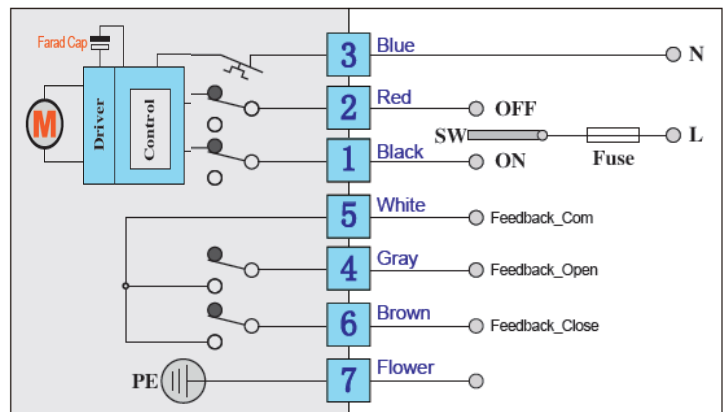 Farad Cap
M
Driver
Control
3 Blue N
2 Red OFF
SW Fuse L
1 Black ON
5 White Feedback_Com
4 Gray Feedback_Open
6 Brown Feedback_Close
PE 7 Flower